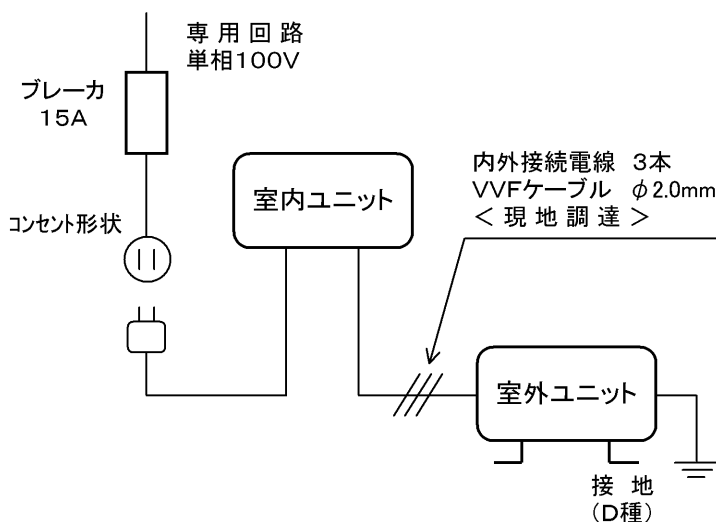 専用回路
単相100V
ブレーカ
15A
コンセント形状
室内ユニット
内外接続電線 3本
VVFケーブル φ2.0mm
＜現地調達＞
室外ユニット
接地
(D種)